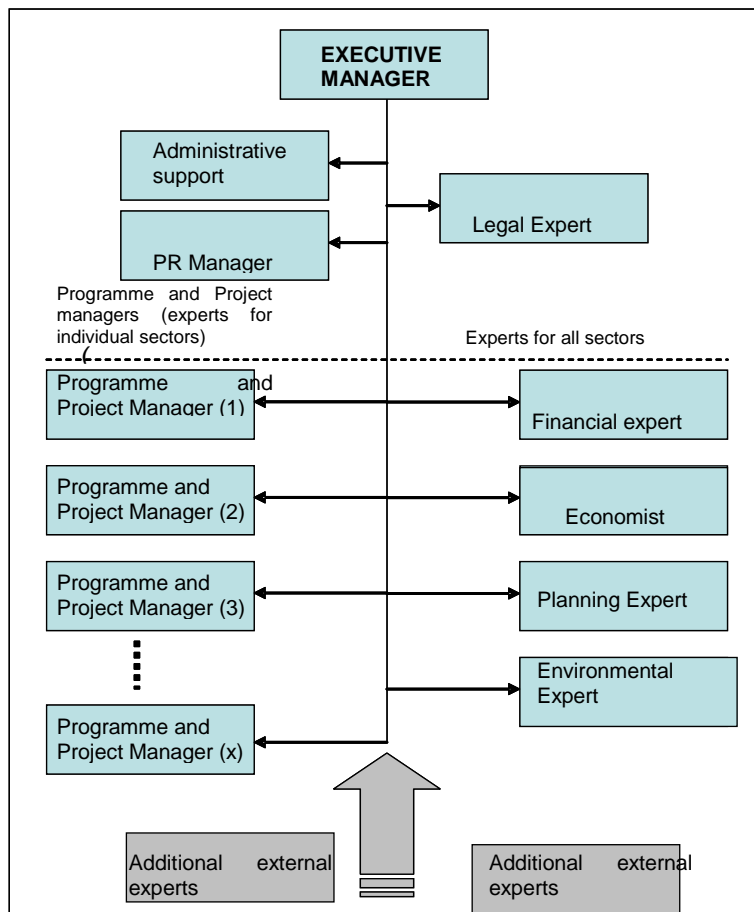 EXECUTIVE
MANAGER
Administrative
support
Legal Expert
PR Manager
Programme and Project
managers (experts for
individual sectors)
(
Experts for all sectors
Programme and
Project Manager (1)
Financial expert
Programme and
Project Manager (2)
Economist
Programme and
Project Manager (3)
Planning Expert
Environmental
Expert
Programme and
Project Manager (x)
Additional external
experts
Additional external
experts